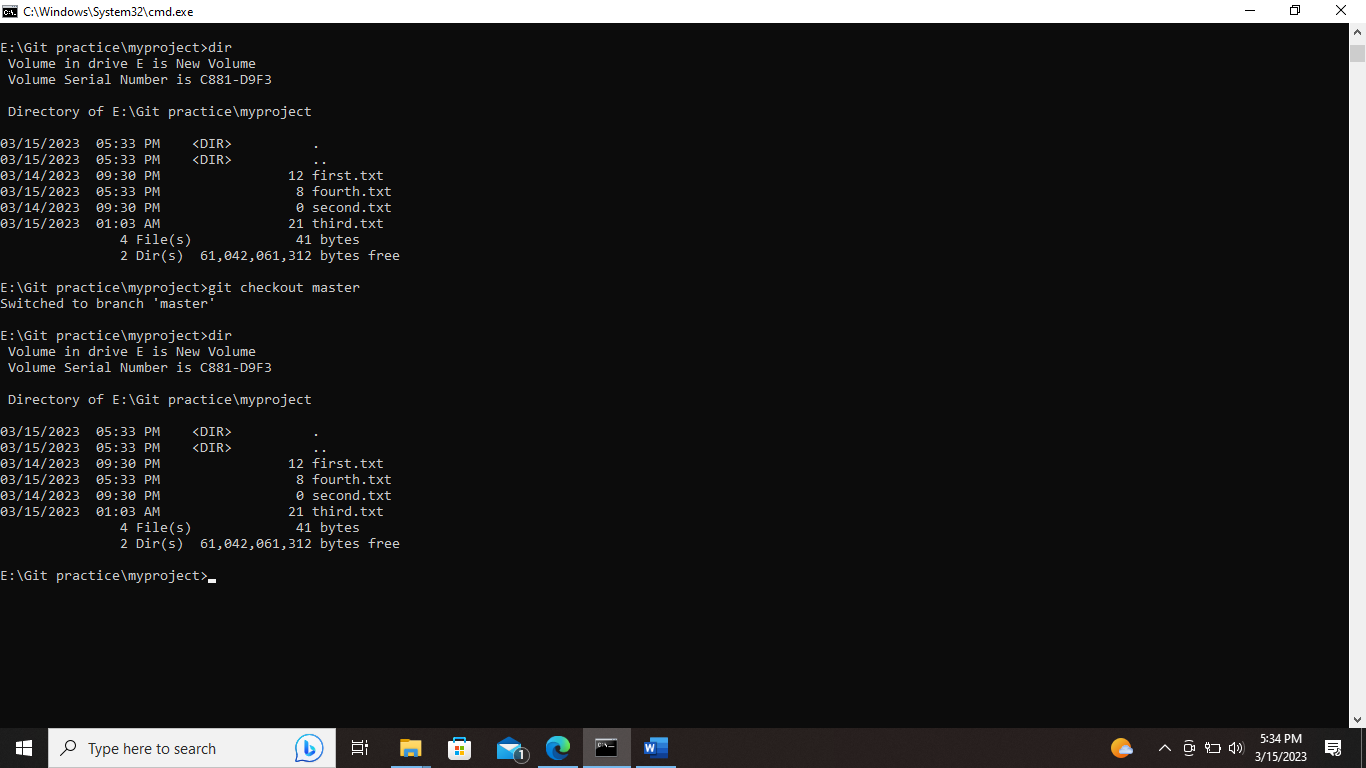 C:\Windows\System32\cmd.exe
E:\Git practice\myproject>dir
 Volume in drive E is New Volume
 Volume Serial Number is C881-D9F3
 Directory of E:\Git practice\myproject
03/15/2023  05:33 PM    <DIR>          .
03/15/2023  05:33 PM    <DIR>          ..
03/14/2023  09:30 PM                12 first.txt
03/15/2023  05:33 PM                 8 fourth.txt
03/14/2023  09:30 PM                 0 second.txt
03/15/2023  01:03 AM                21 third.txt
               4 File(s)             41 bytes
               2 Dir(s)  61,042,061,312 bytes free
E:\Git practice\myproject>git checkout master
Switched to branch 'master'
E:\Git practice\myproject>dir
 Volume in drive E is New Volume
 Volume Serial Number is C881-D9F3
 Directory of E:\Git practice\myproject
03/15/2023  05:33 PM    <DIR>          .
03/15/2023  05:33 PM    <DIR>          ..
03/14/2023  09:30 PM                12 first.txt
03/15/2023  05:33 PM                 8 fourth.txt
03/14/2023  09:30 PM                 0 second.txt
03/15/2023  01:03 AM                21 third.txt
               4 File(s)             41 bytes
               2 Dir(s)  61,042,061,312 bytes free
E:\Git practice\myproject>
Type here to search
1
5:34 PM
3/15/2023